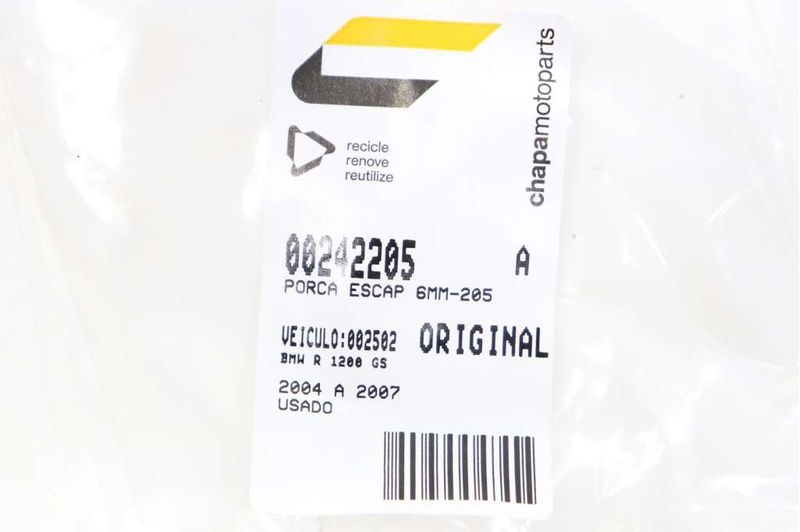 chapamotoparts
recicle
renove
reutilize
00242205 A
PORCA ESCAP 6MM-205
VEICULO:002502 ORIGINAL
BMW R 1200 GS
2004 A 2007
USADO